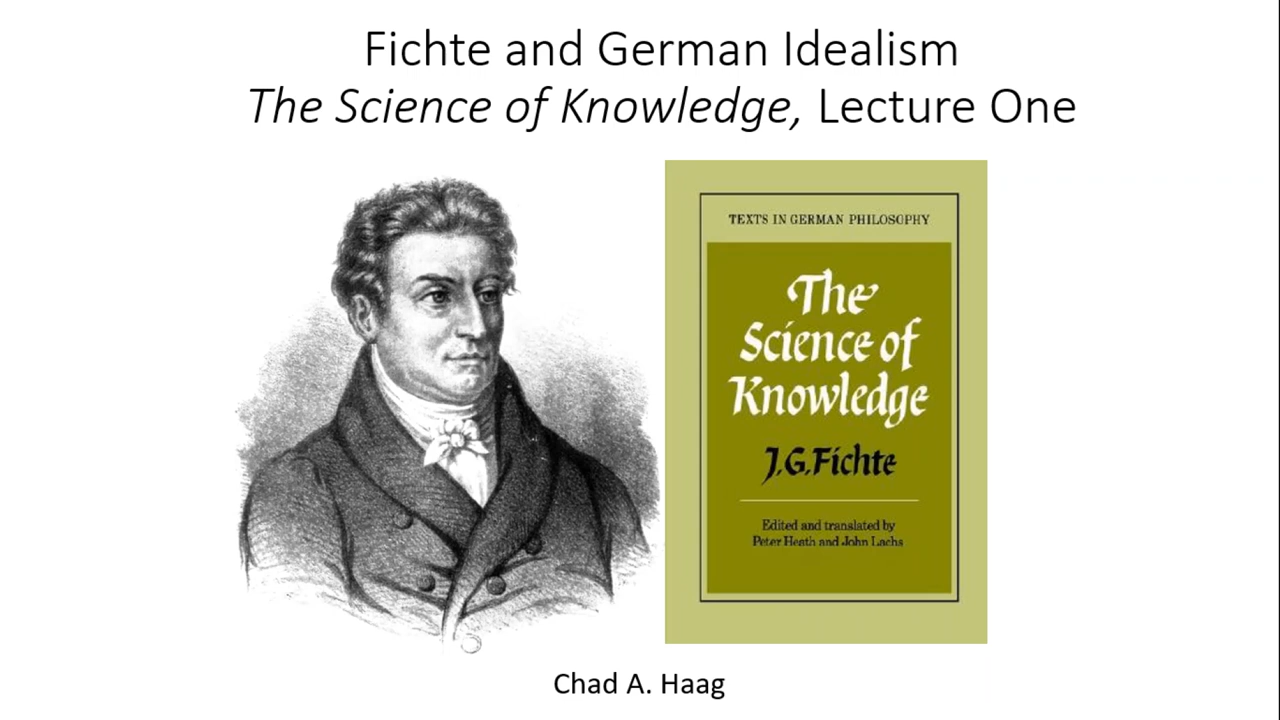 Fichte and German Idealism
The Science of Knowledge, Lecture One
TEXTS IN GERMAN PHILOSOPHY
The
Science of
Knowledge
J.G.Fichte
Edited and translated by
Peter Heath and John Lachs
Chad A. Haag